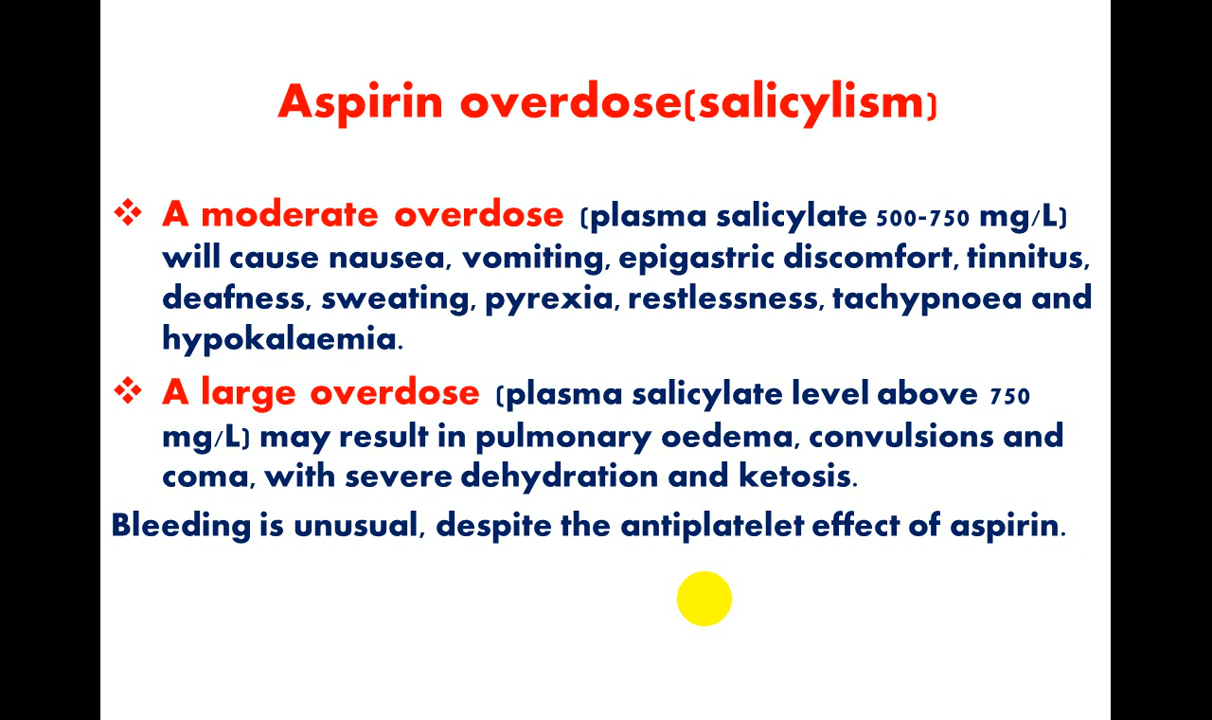 Aspirin overdose(salicylism)
❖ A moderate overdose (plasma salicylate 500-750 mg/L)
will cause nausea, vomiting, epigastric discomfort, tinnitus,
deafness, sweating, pyrexia, restlessness, tachypnoea and
hypokalaemia.
❖ A large overdose (plasma salicylate level above 750
mg/L) may result in pulmonary oedema, convulsions and
coma, with severe dehydration and ketosis.
Bleeding is unusual, despite the antiplatelet effect of aspirin.